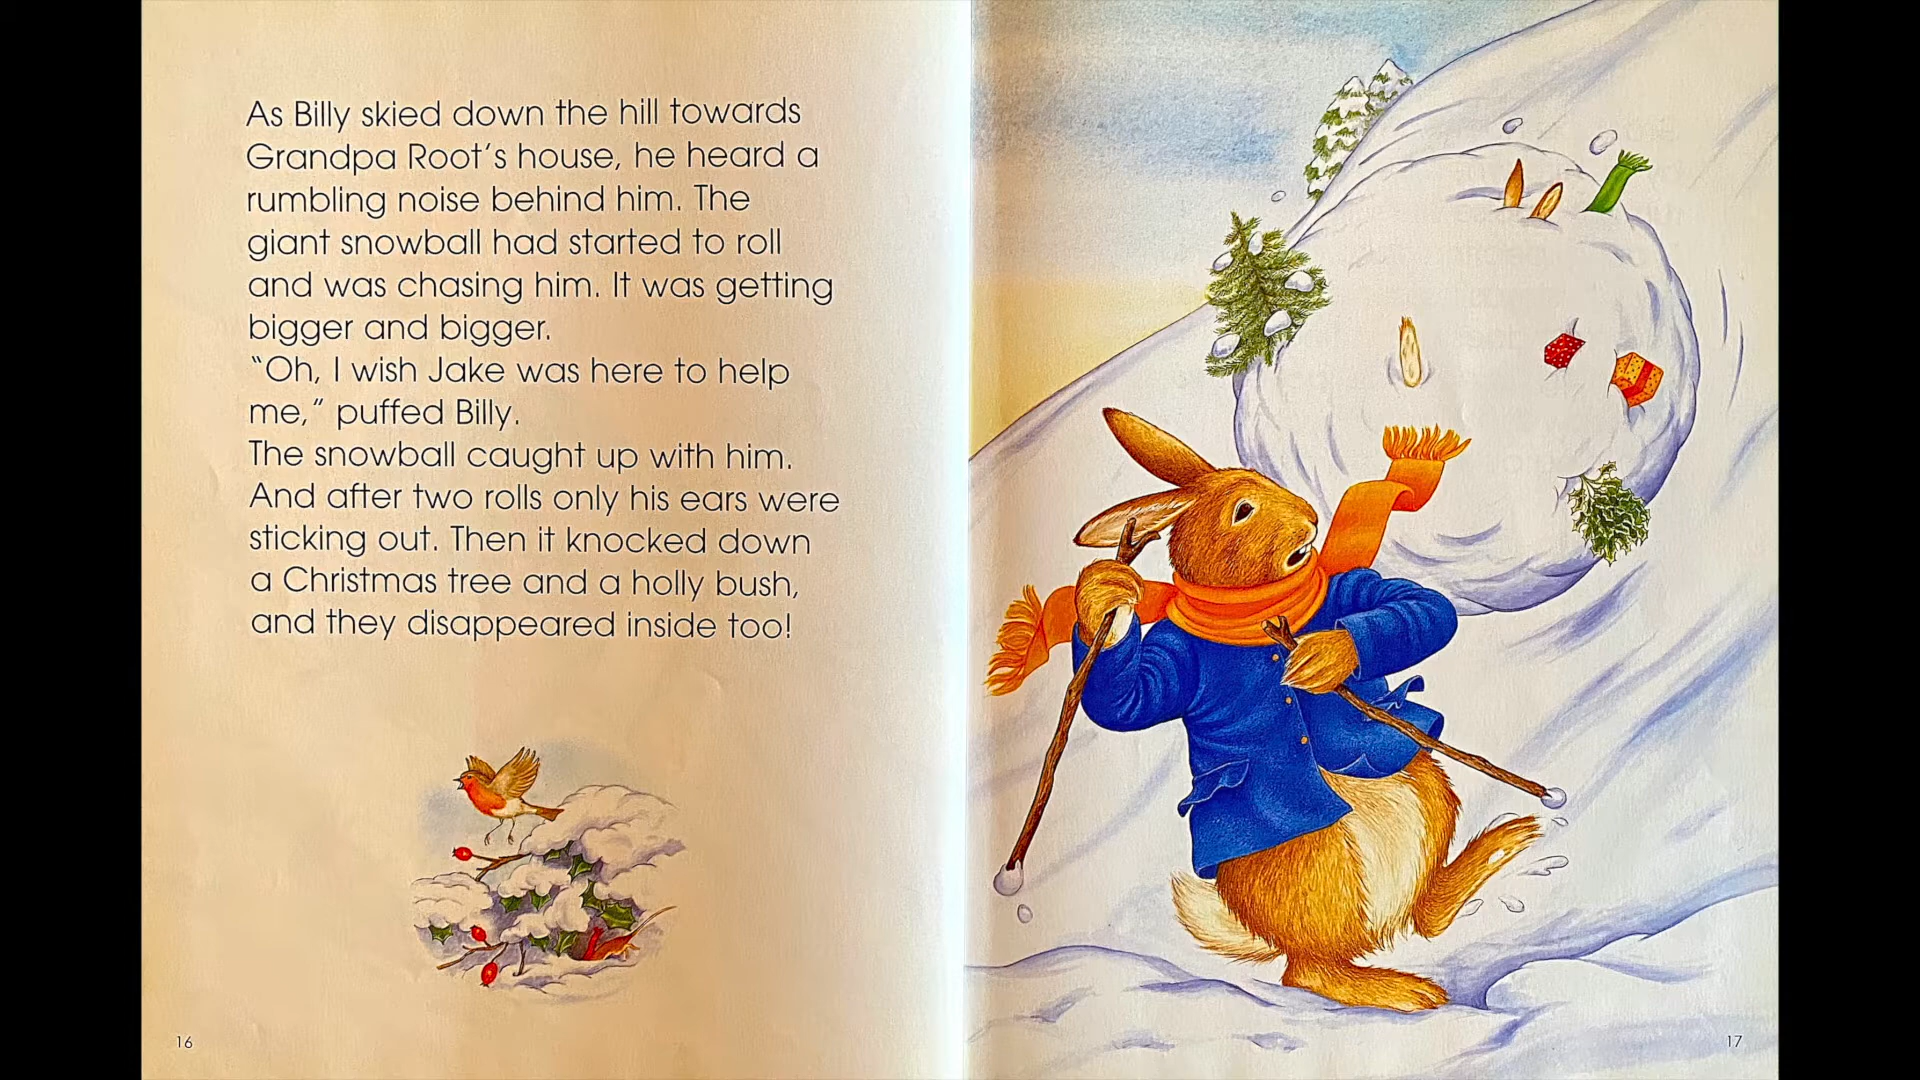 As Billy skied down the hill towards
Grandpa Root's house, he heard a
rumbling noise behind him. The
giant snowball had started to roll
and was chasing him. It was getting
bigger and bigger.
“Oh, I wish Jake was here to help
me,” puffed Billy.
The snowball caught up with him.
And after two rolls only his ears were
sticking out. Then it knocked down
a Christmas tree and a holly bush,
and they disappeared inside too!
16
17